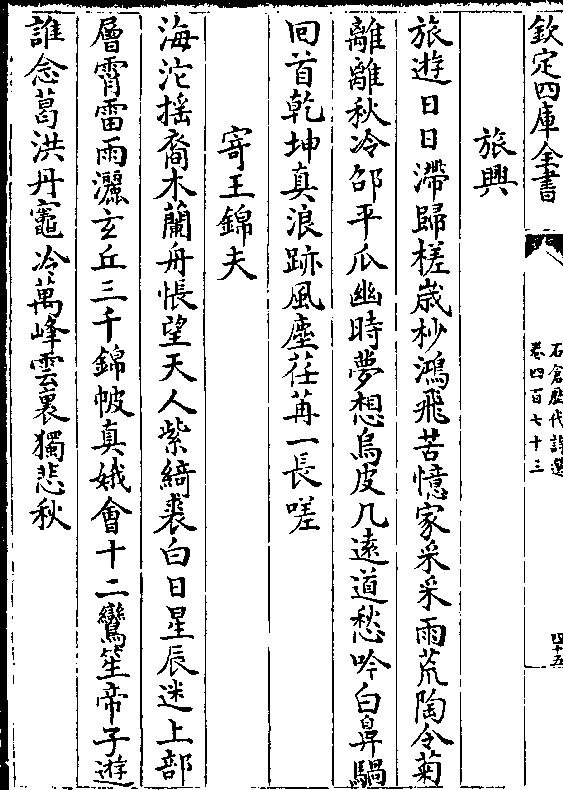 欽定四庫全書
石倉歷代詩選
卷四百七十三
四十五
旅興
旅遊日日滯歸槎歳杪鴻飛苦憶家采采雨荒陶令菊
離離秋冷邵平瓜幽時夢想烏皮几遠道愁吟白鼻騧
回首乾坤真浪跡風塵荏苒一長嗟
寄王錦夫
海沱揺裔木蘭舟悵望天人紫綺裘白日星辰迷上部
層霄雷雨灑玄丘三千錦帔真娥會十二鸞笙帝子遊
誰念葛洪丹竈冷萬峰雲裏獨悲秋